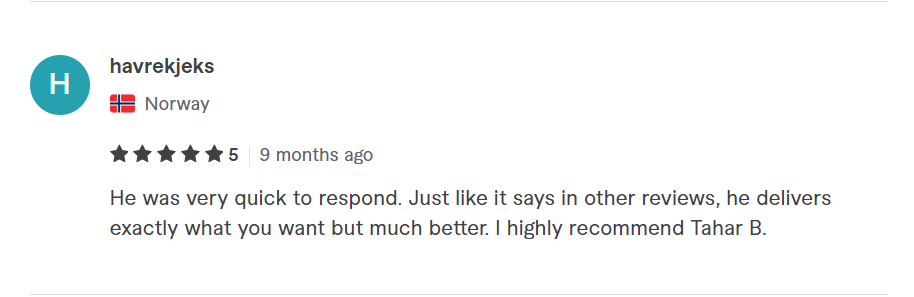 H
havrekjeks
Norway
5 9 months ago
He was very quick to respond. Just like it says in other reviews, he delivers
exactly what you want but much better. I highly recommend Tahar B.